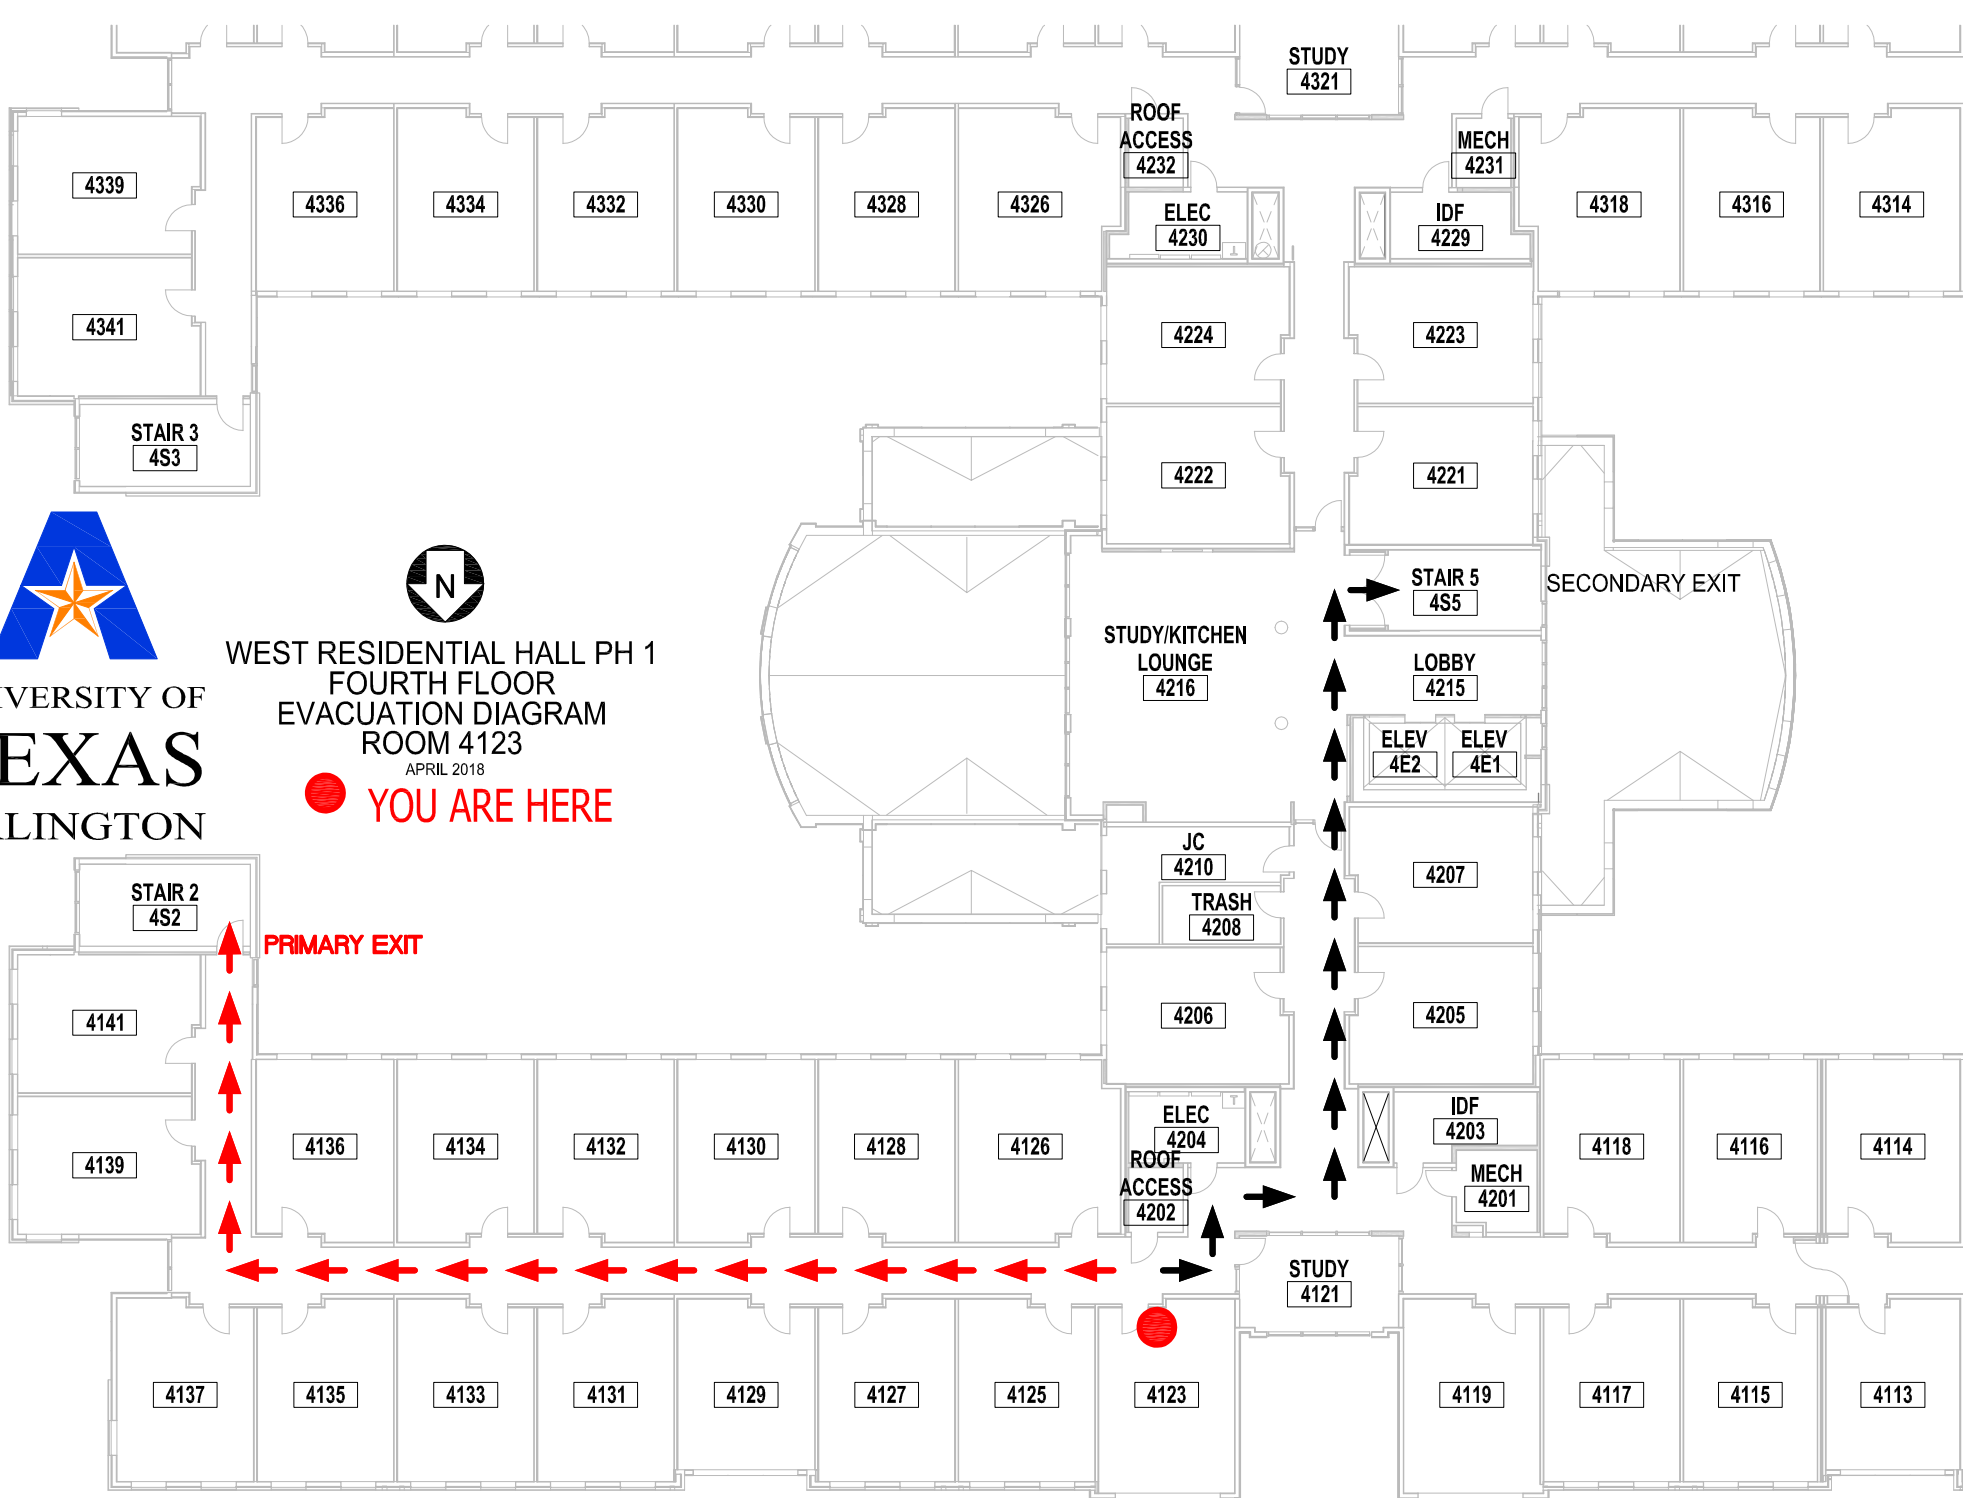 STUDY
4321
ROOF
ACCESS
4232
MECH
4231
4339
4336
4334
4332
4330
4328
4326
ELEC
4230
IDF
4229
4318
4316
4314
4341
4224
4223
STAIR 3
4S3
4222
4221
N
STAIR 5
4S5
SECONDARY EXIT
WEST RESIDENTIAL HALL PH 1
FOURTH FLOOR
EVACUATION DIAGRAM
ROOM 4123
APRIL 2018
YOU ARE HERE
IVERSITY OF
EXAS
RLINGTON
STUDY/KITCHEN
LOUNGE
4216
LOBBY
4215
ELEV
4E2
ELEV
4E1
JC
4210
4207
TRASH
4208
STAIR 2
4S2
PRIMARY EXIT
4141
4206
4205
4139
4136
4134
4132
4130
4128
4126
ELEC
4204
ROOF
ACCESS
4202
IDF
4203
MECH
4201
4118
4116
4114
STUDY
4121
4137
4135
4133
4131
4129
4127
4125
4123
4119
4117
4115
4113